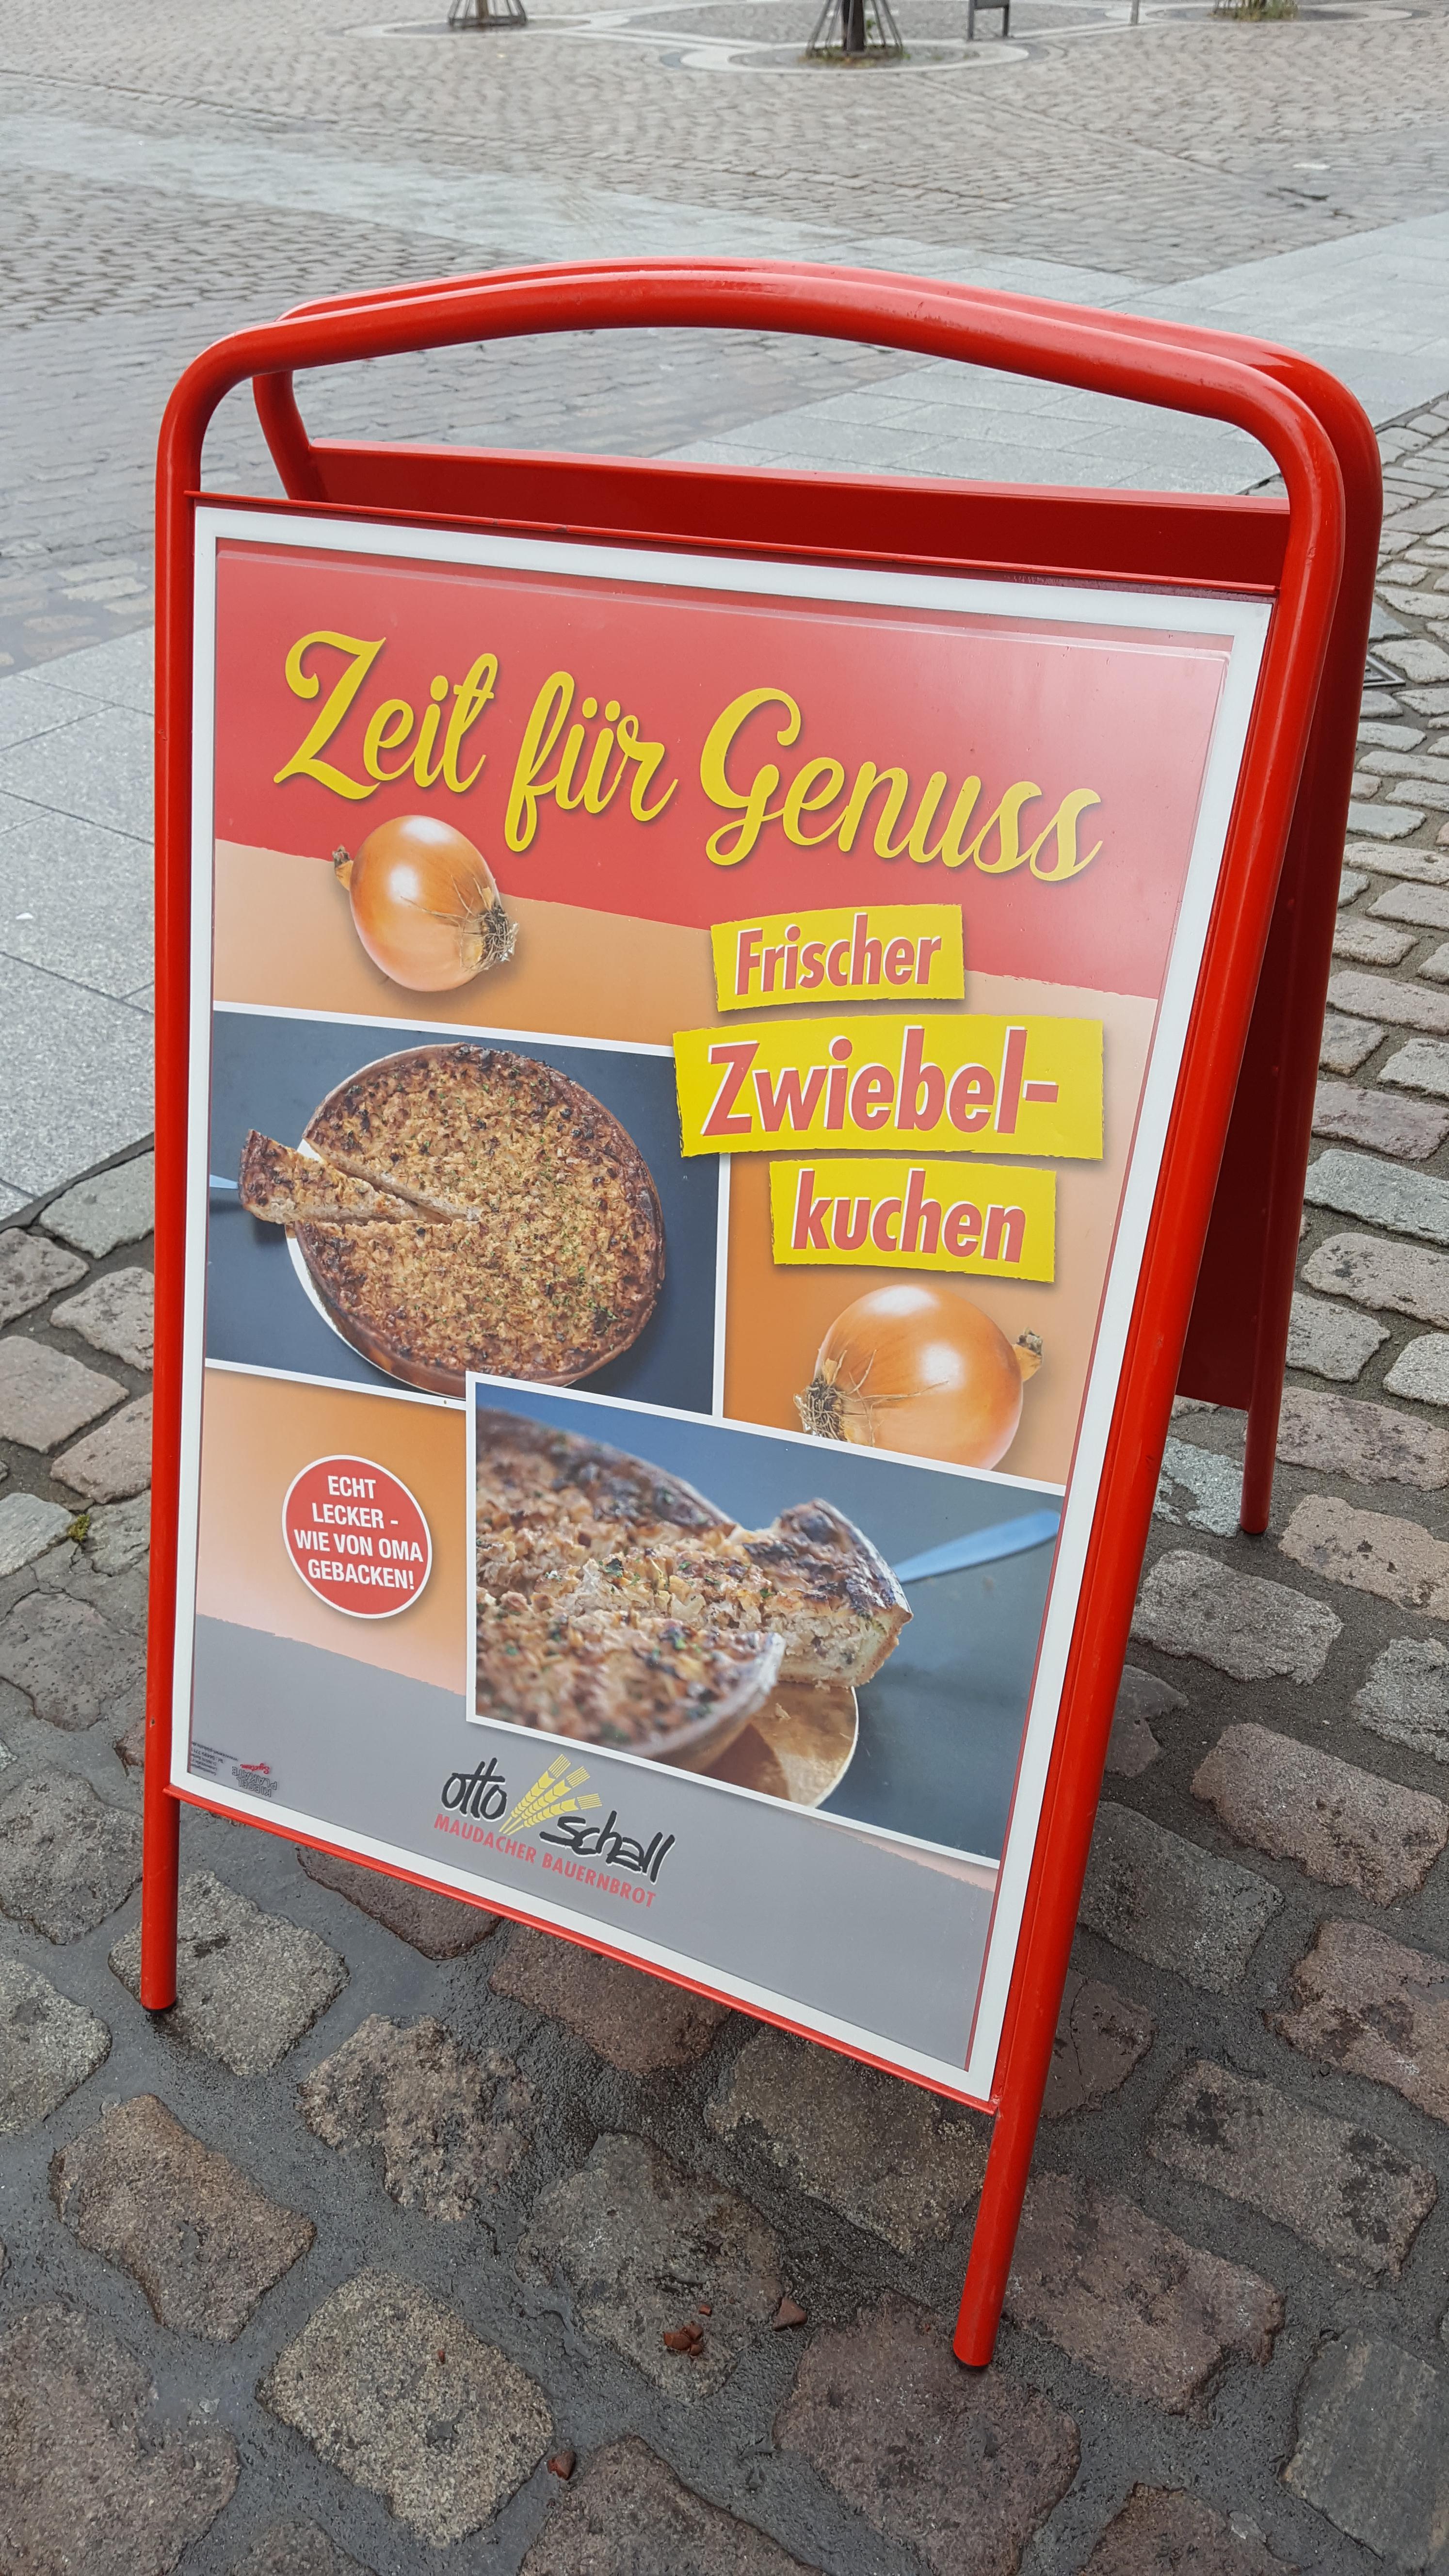 Zeit für Genuss
Frischer
Zwiebel-
kuchen
ECHT
LECKER -
WIE VON OMA
GEBACKEN!
otto schall
MAUDACHER BAUERNBROT